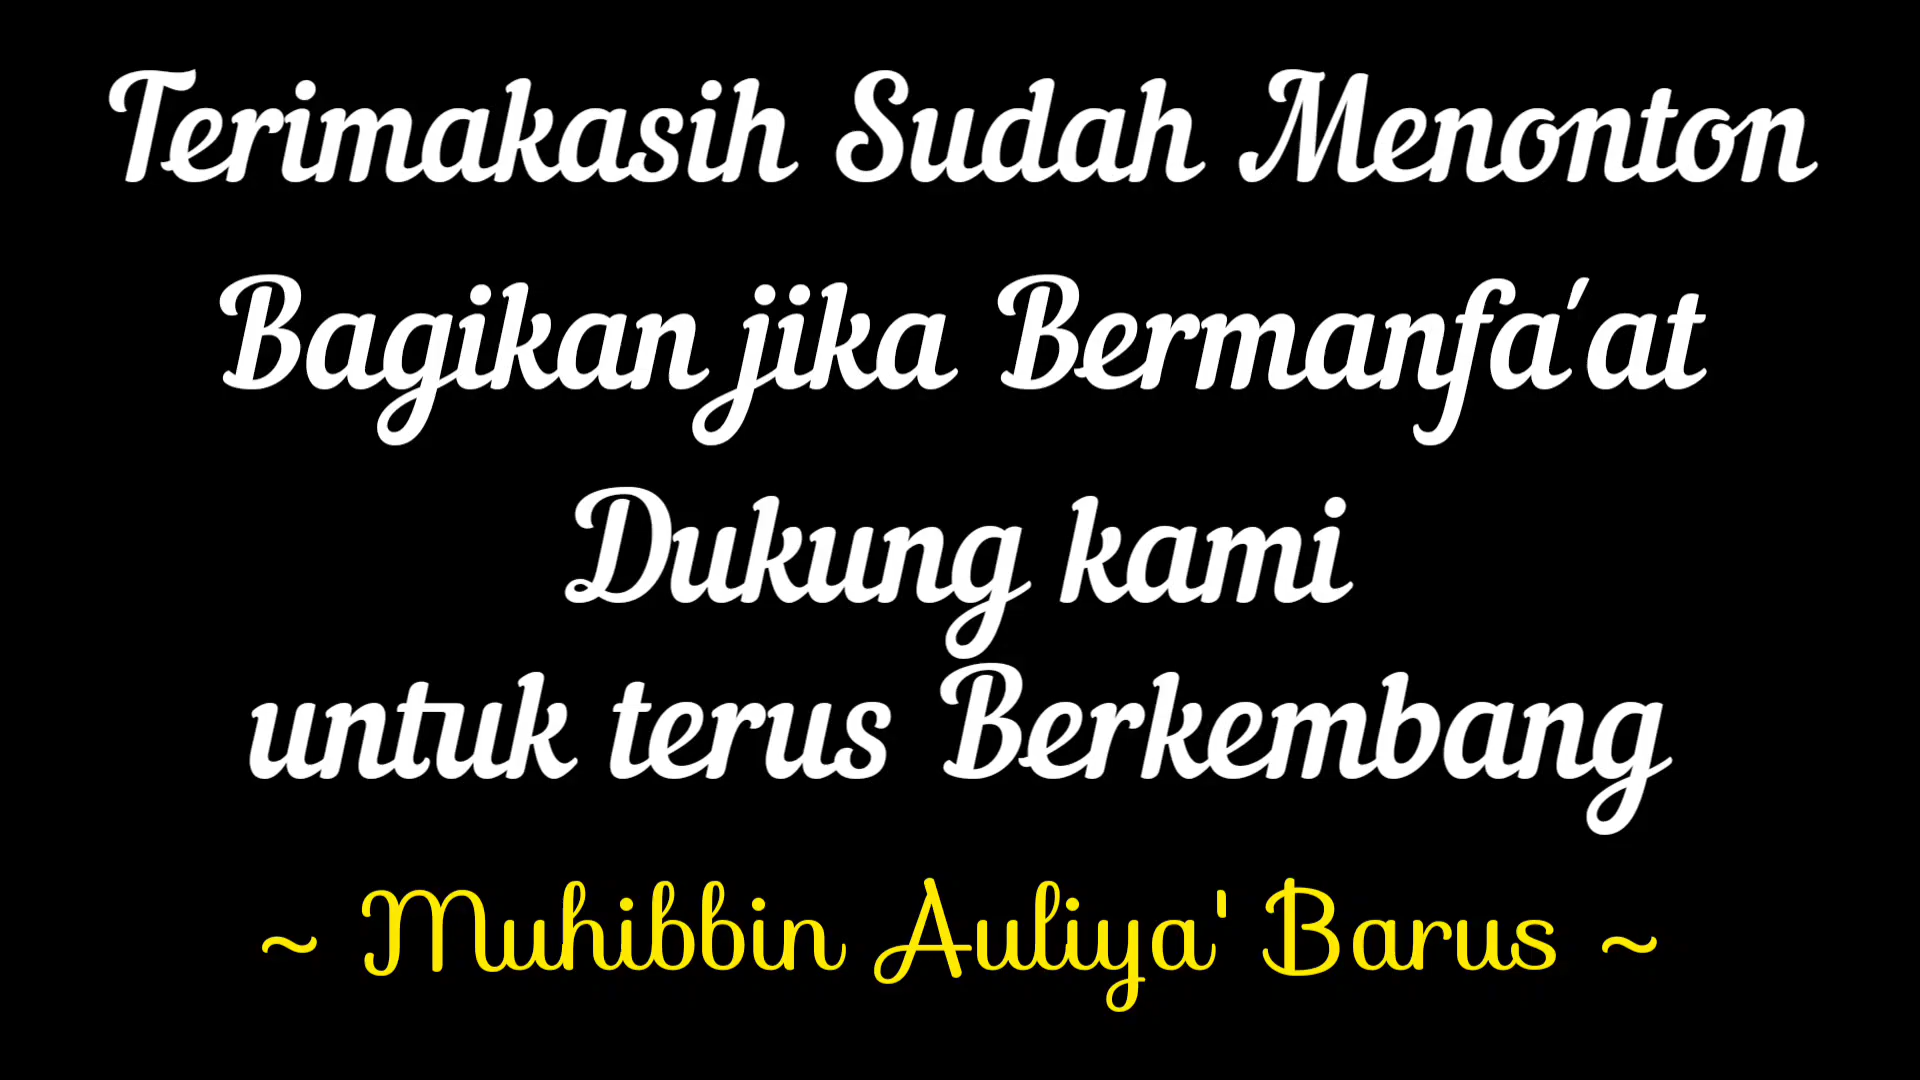 Terimakasih Sudah Menonton
Bagikan jika Bermanfa'at
Dukung kami
untuk terus Berkembang
~ Muhibbin Auliya' Barus ~